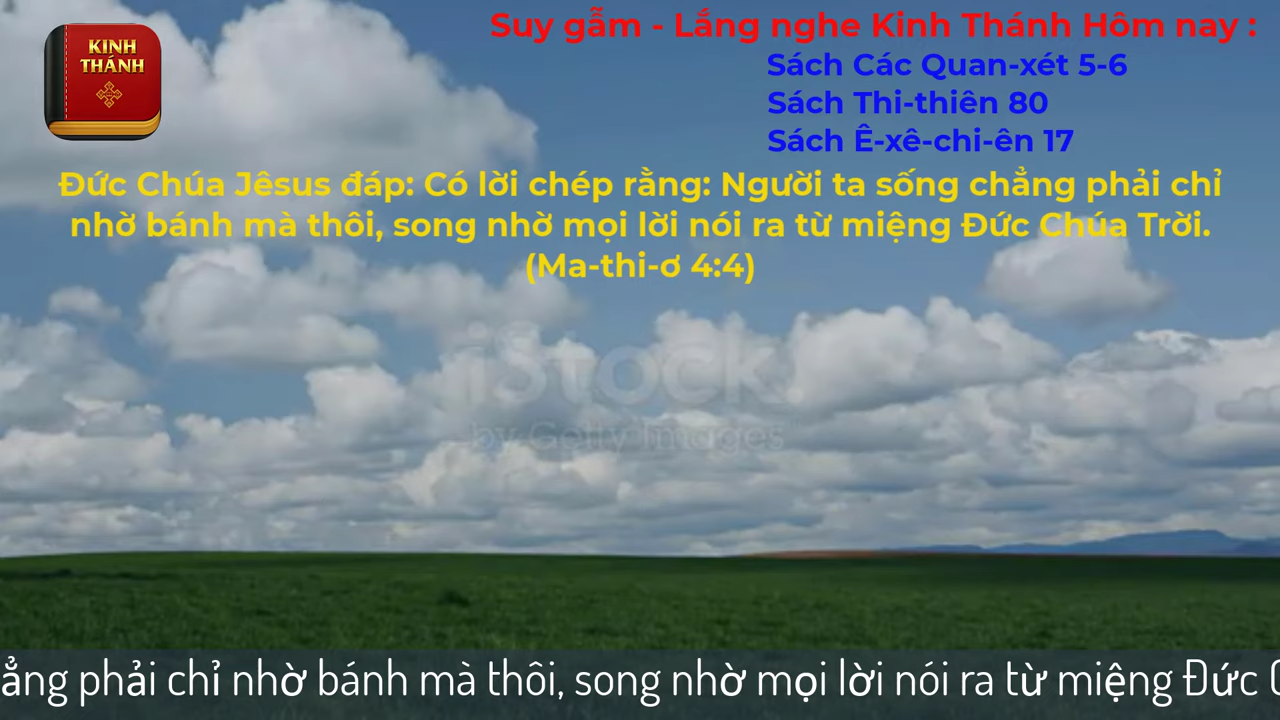 KINH
THÁNH
Suy gẫm - Lắng nghe Kinh Thánh Hôm nay :
Sách Các Quan-xét 5-6
Sách Thi-thiên 80
Sách Ê-xê-chi-ên 17
Đức Chúa Jêsus đáp: Có lời chép rằng: Người ta sống chẳng phải chỉ
nhờ bánh mà thôi, song nhờ mọi lời nói ra từ miệng Đức Chúa Trời.
(Ma-thi-ơ 4:4)
iStock
by Getty Images
ẳng phải chỉ nhờ bánh mà thôi, song nhờ mọi lời nói ra từ miệng Đức C